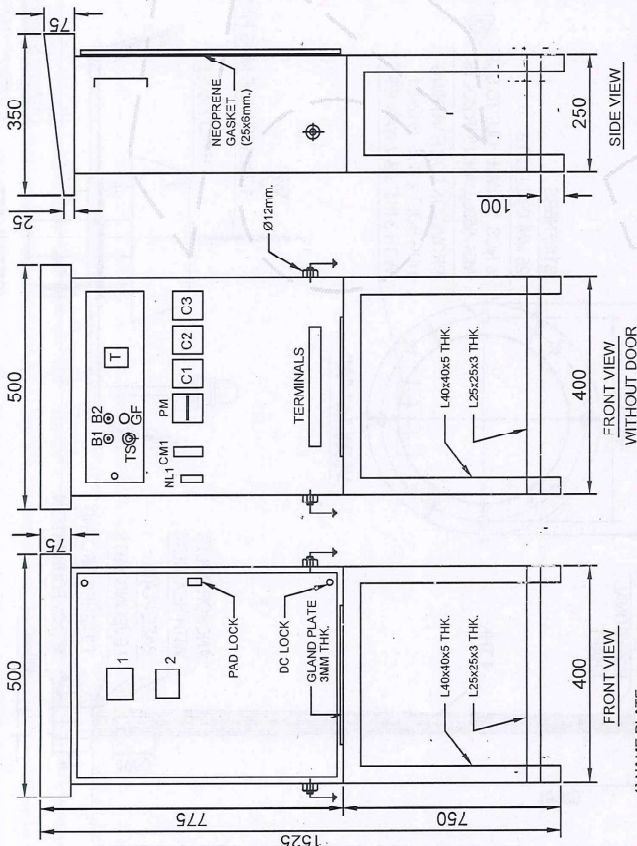 500
75
1
2
PAD LOCK
DC LOCK
GLAND PLATE
3MM THK.
775
1525
750
L40x40x5 THK.
L25x25x3 THK.
400
FRONT VIEW
500
B1 B2
TS GF
T
NL1 CM1 PM C1 C2 C3
TERMINALS
Ø12mm.
L40x40x5 THK.
L25x25x3 THK.
400
FRONT VIEW
WITHOUT DOOR
350
75
25
NEOPRENE
GASKET
(25x6mm.)
100
250
SIDE VIEW